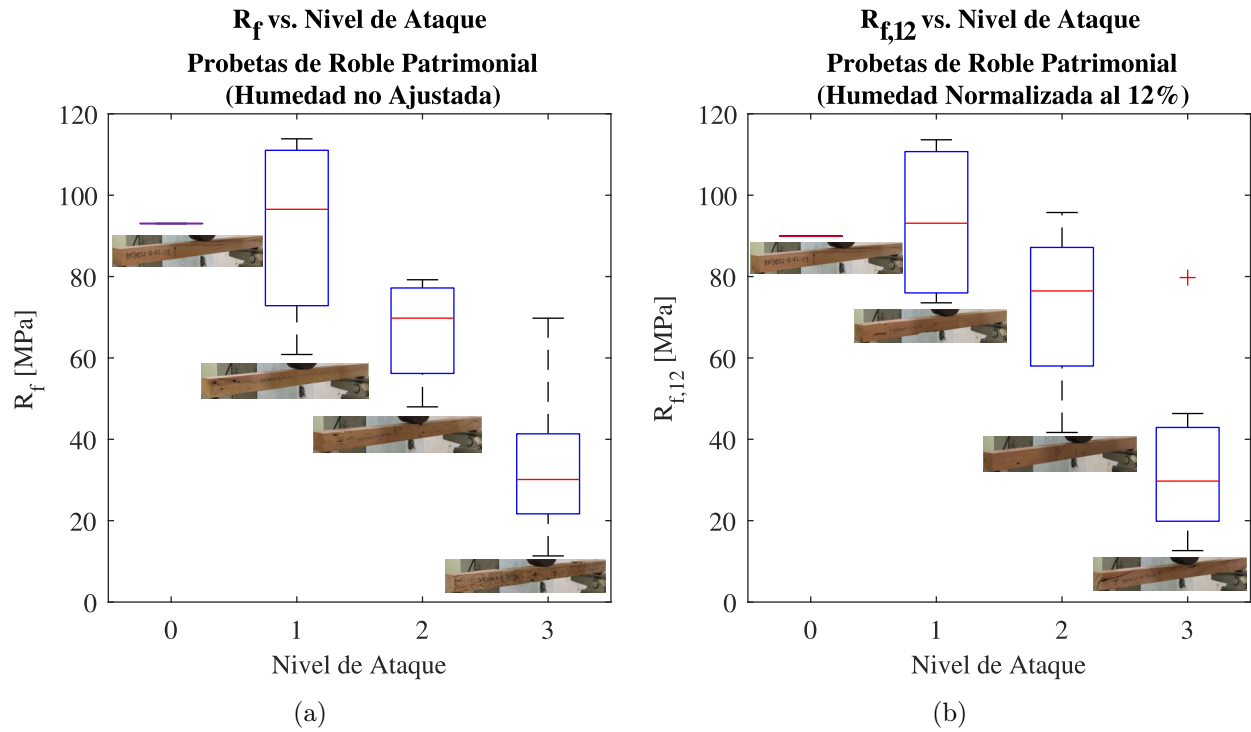 R_f vs. Nivel de Ataque
Probetas de Roble Patrimonial
(Humedad no Ajustada)
120
100
80
60
40
20
0
R_f [MPa]
0 1 2 3
Nivel de Ataque
(a)
R_f,12 vs. Nivel de Ataque
Probetas de Roble Patrimonial
(Humedad Normalizada al 12%)
120
100
80
60
40
20
0
R_f,12 [MPa]
0 1 2 3
Nivel de Ataque
(b)